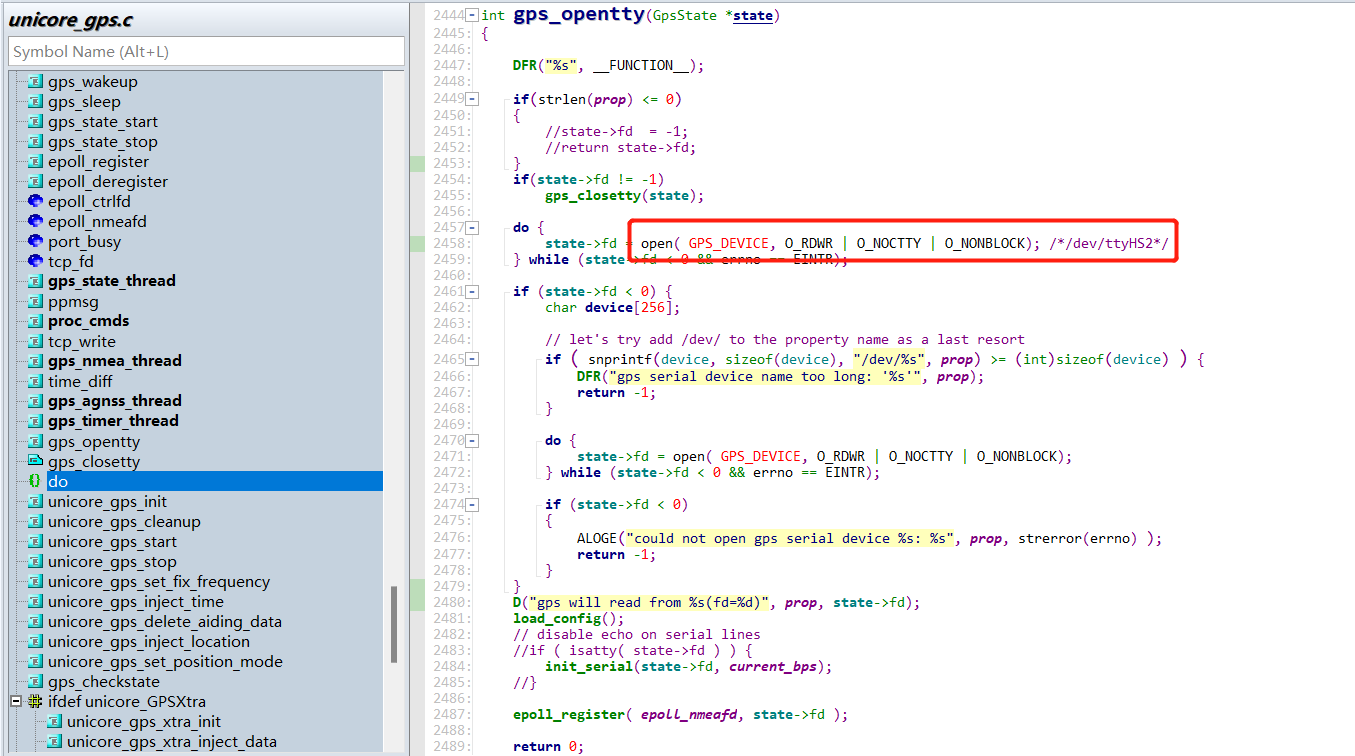 unicore_gps.c
Symbol Name (Alt+L)
gps_wakeup
gps_sleep
gps_state_start
gps_state_stop
epoll_register
epoll_deregister
epoll_ctrlfd
epoll_nmeafd
port_busy
tcp_fd
gps_state_thread
ppmsg
proc_cmds
tcp_write
gps_nmea_thread
time_diff
gps_agnss_thread
gps_timer_thread
gps_opentty
gps_closetty
do
unicore_gps_init
unicore_gps_cleanup
unicore_gps_start
unicore_gps_stop
unicore_gps_set_fix_frequency
unicore_gps_inject_time
unicore_gps_delete_aiding_data
unicore_gps_inject_location
unicore_gps_set_position_mode
gps_checkstate
ifdef unicore_GPSXtra
unicore_gps_xtra_init
unicore_gps_xtra_inject_data
2444: int gps_opentty(GpsState *state)
2445: {
2446:
2447: DFR("%s", __FUNCTION__);
2448:
2449: if(strlen(prop) <= 0)
2450: {
2451: //state->fd  = -1;
2452: //return state->fd;
2453: }
2454: if(state->fd != -1)
2455: gps_closetty(state);
2456:
2457: do {
2458: state->fd = open( GPS_DEVICE, O_RDWR | O_NOCTTY | O_NONBLOCK); /*/dev/ttyHS2*/
2459: } while (state->fd < 0 && errno == EINTR);
2460:
2461: if (state->fd < 0) {
2462: char device[256];
2463:
2464: // let's try add /dev/ to the property name as a last resort
2465: if ( snprintf(device, sizeof(device), "/dev/%s", prop) >= (int)sizeof(device) ) {
2466: DFR("gps serial device name too long: '%s'", prop);
2467: return -1;
2468: }
2469:
2470: do {
2471: state->fd = open( GPS_DEVICE, O_RDWR | O_NOCTTY | O_NONBLOCK);
2472: } while (state->fd < 0 && errno == EINTR);
2473:
2474: if (state->fd < 0)
2475: {
2476: ALOGE("could not open gps serial device %s: %s", prop, strerror(errno) );
2477: return -1;
2478: }
2479: }
2480: D("gps will read from %s(fd=%d)", prop, state->fd);
2481: load_config();
2482: // disable echo on serial lines
2483: //if ( isatty( state->fd ) ) {
2484: init_serial(state->fd, current_bps);
2485: //}
2486:
2487: epoll_register( epoll_nmeafd, state->fd );
2488:
2489: return 0;